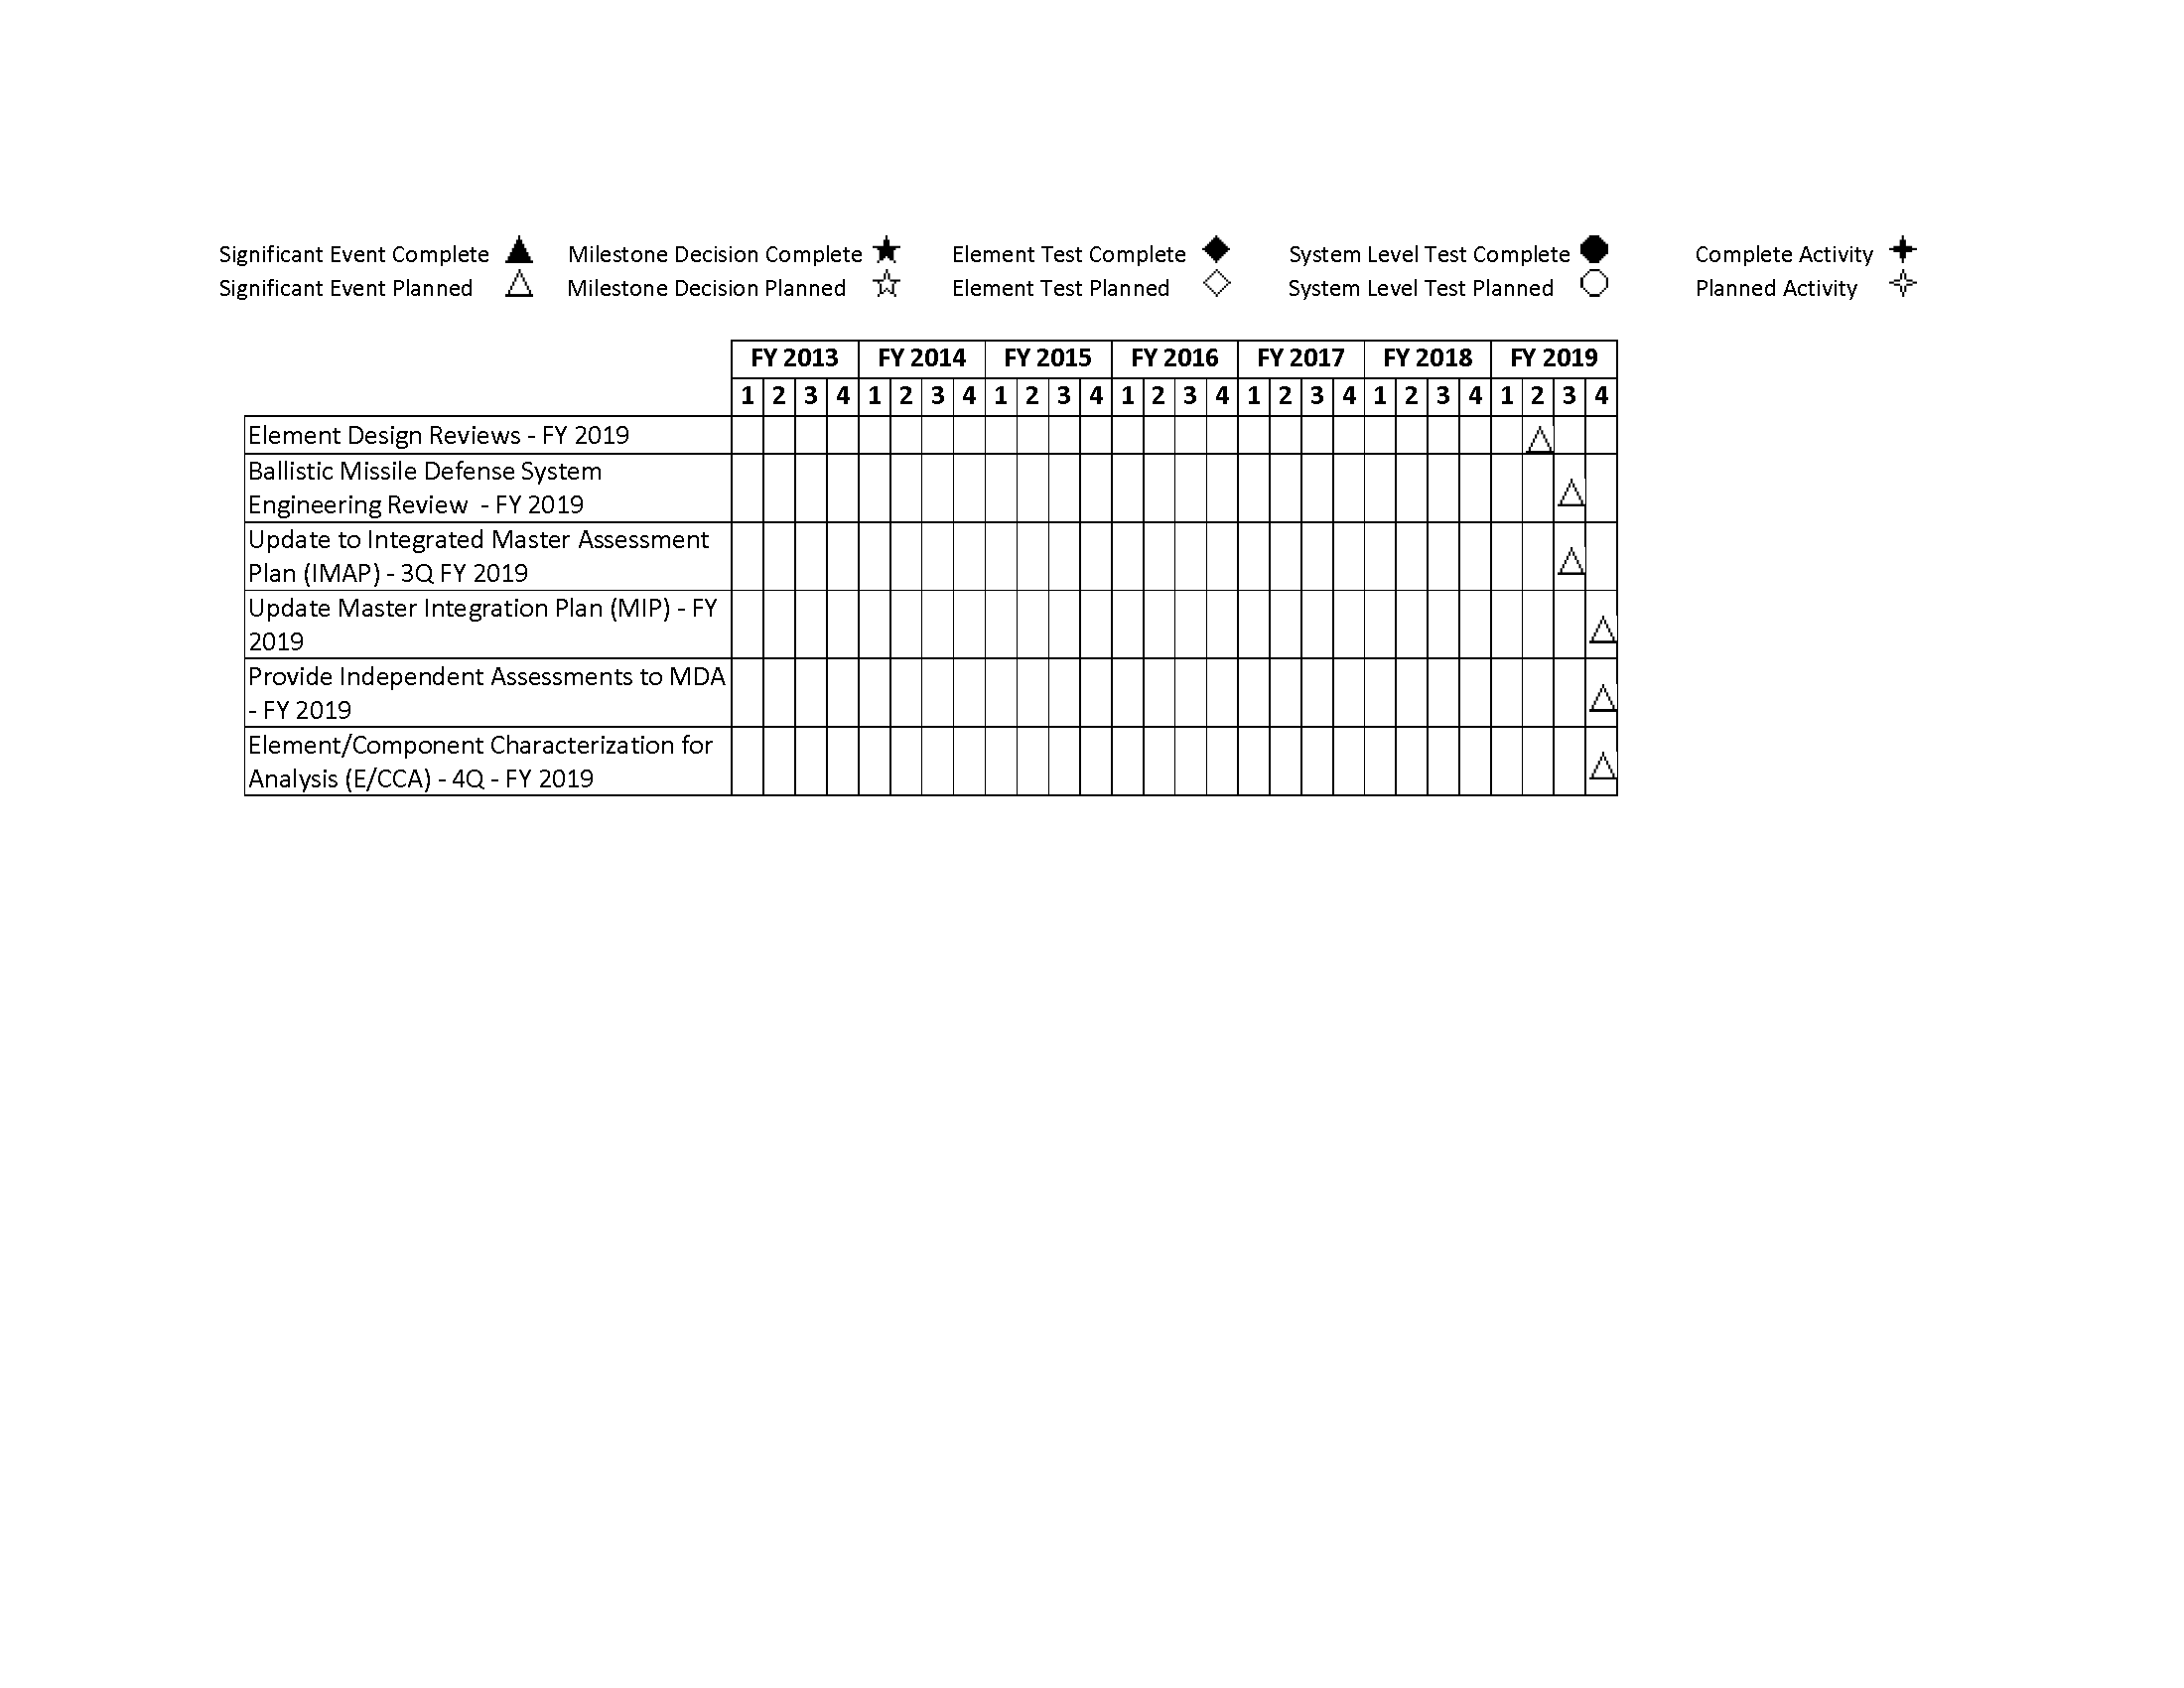 Significant Event Complete Milestone Decision Complete Element Test Complete System Level Test Complete Complete Activity
Significant Event Planned Milestone Decision Planned Element Test Planned System Level Test Planned Planned Activity
FY 2013 FY 2014 FY 2015 FY 2016 FY 2017 FY 2018 FY 2019
1 2 3 4 1 2 3 4 1 2 3 4 1 2 3 4 1 2 3 4 1 2 3 4 1 2 3 4
Element Design Reviews - FY 2019
Ballistic Missile Defense System
Engineering Review - FY 2019
Update to Integrated Master Assessment
Plan (IMAP) - 3Q FY 2019
Update Master Integration Plan (MIP) - FY
2019
Provide Independent Assessments to MDA
- FY 2019
Element/Component Characterization for
Analysis (E/CCA) - 4Q - FY 2019